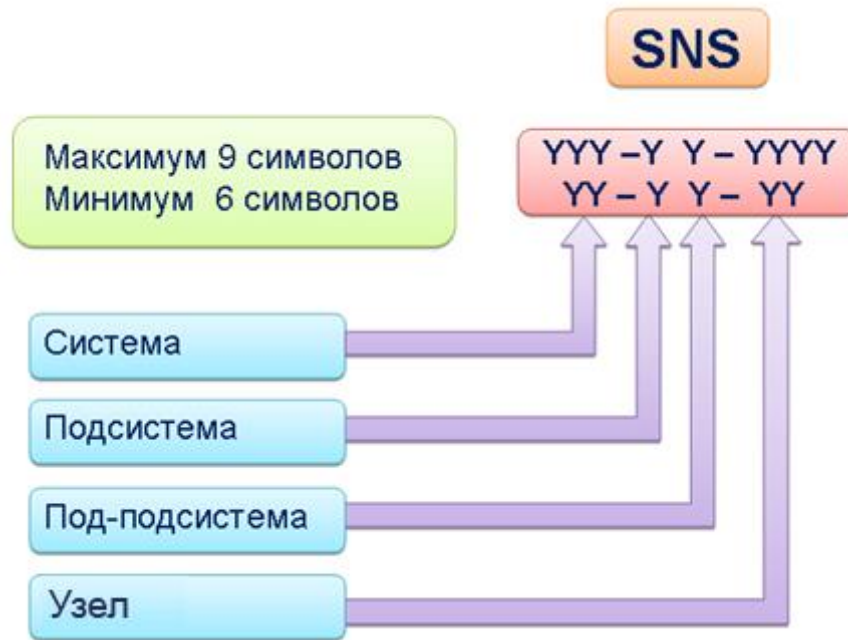 SNS
Максимум 9 символов
Минимум 6 символов
YYY –Y Y – YYYY
YY – Y Y – YY
Система
Подсистема
Под-подсистема
Узел